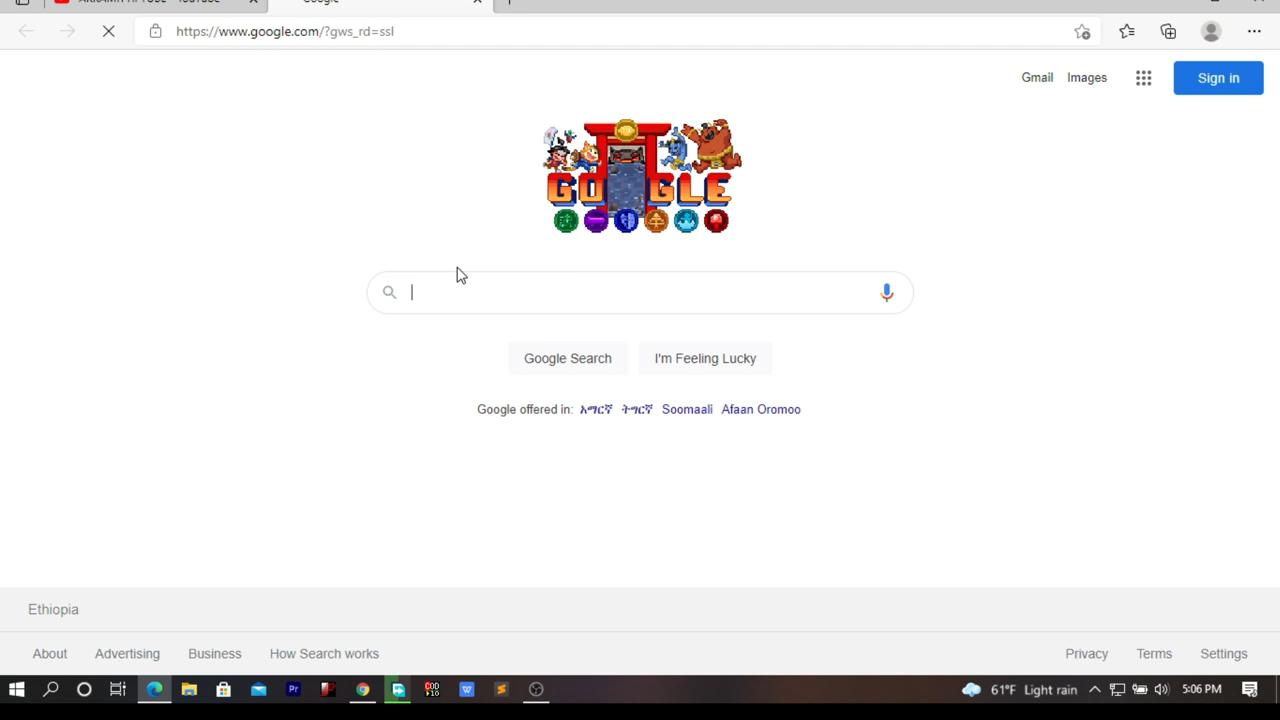 https://www.google.com/?gws_rd=ssl
Gmail Images Sign in
GOOGLE
Google Search I'm Feeling Lucky
Google offered in: አማርኛ ትግርኛ Soomaali Afaan Oromoo
Ethiopia
About Advertising Business How Search works Privacy Terms Settings
Pr W 61°F Light rain 5:06 PM